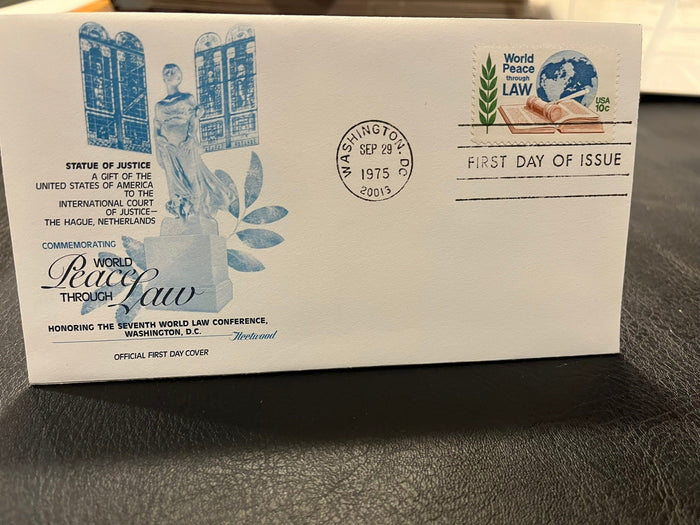 STATUE OF JUSTICE
A GIFT OF THE
UNITED STATES OF AMERICA
TO THE
INTERNATIONAL COURT
OF JUSTICE—
THE HAGUE, NETHERLANDS
COMMEMORATING
WORLD
Peace
THROUGH Law
HONORING THE SEVENTH WORLD LAW CONFERENCE,
WASHINGTON, D.C.
Fleetwood
OFFICIAL FIRST DAY COVER
WASHINGTON, DC
SEP 29
1975
20013
World
Peace
through
LAW
USA
10c
FIRST DAY OF ISSUE